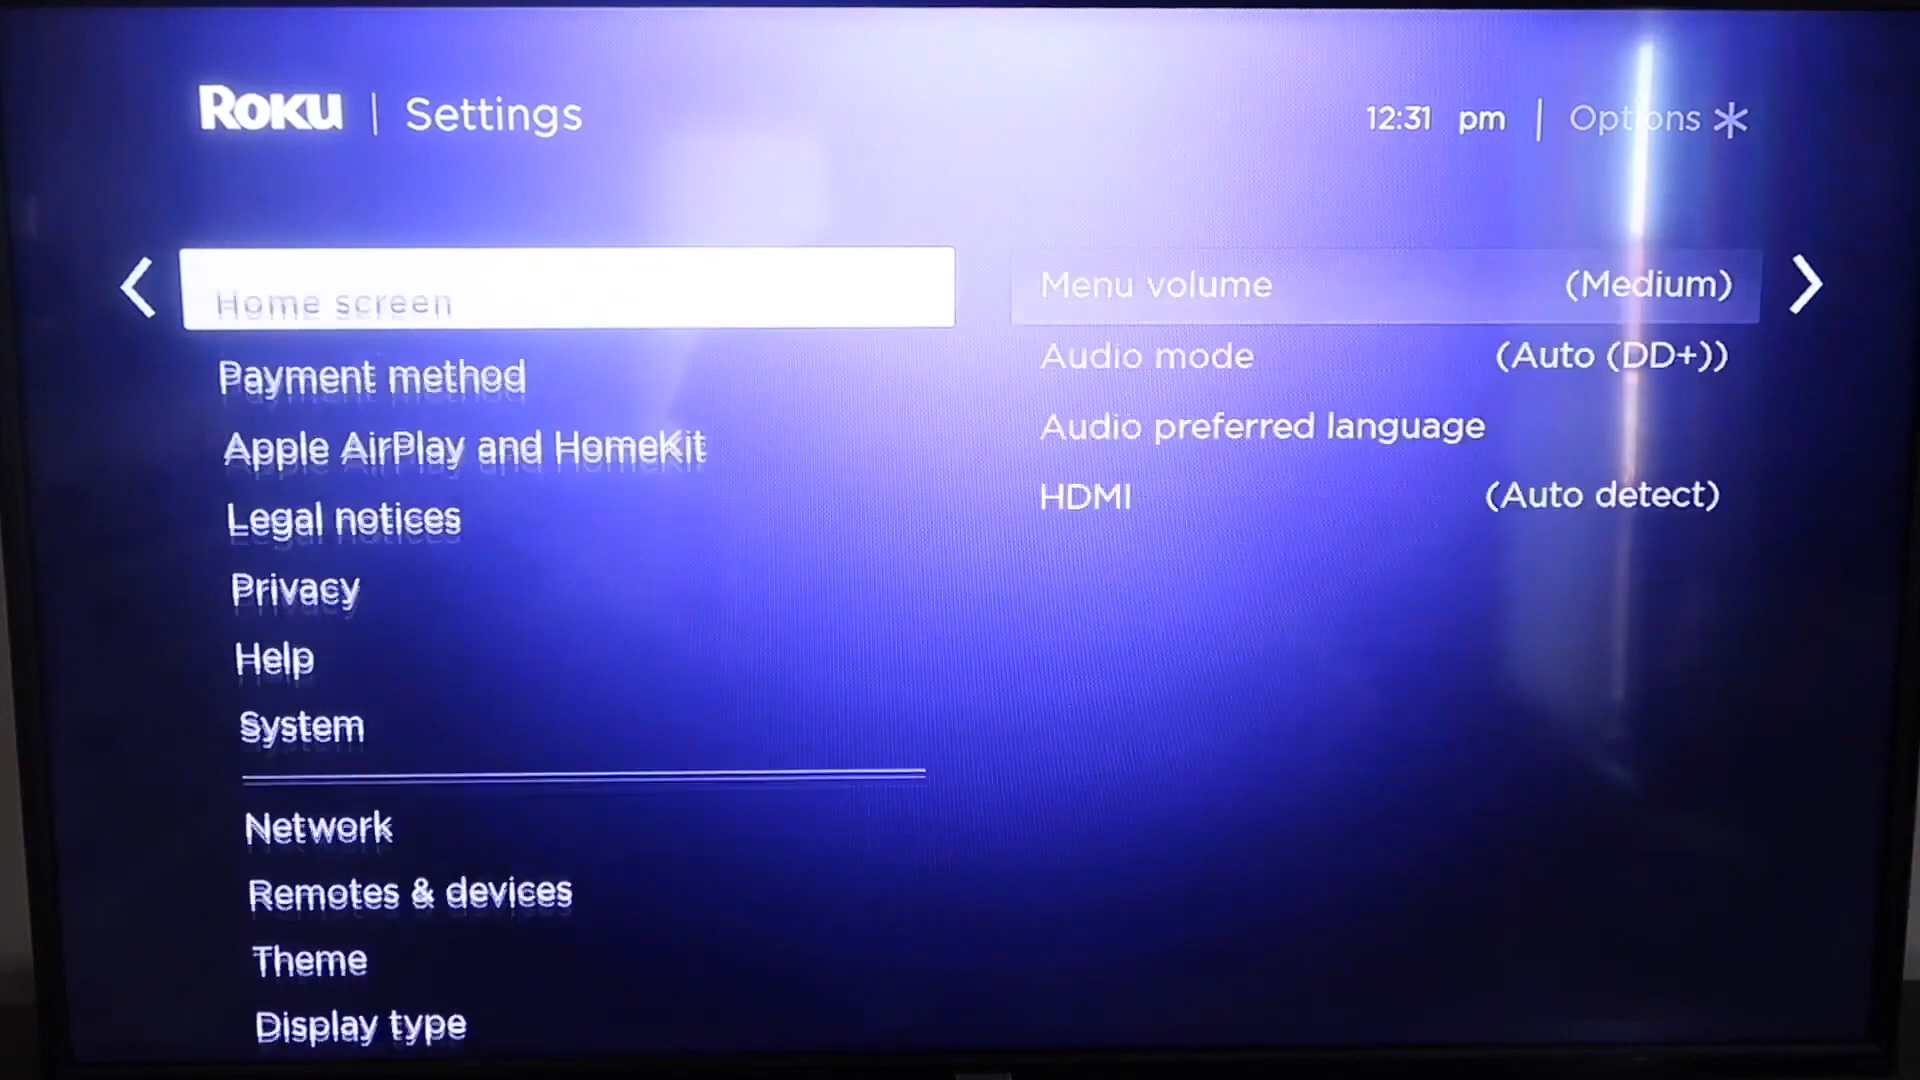 Roku | Settings
12:31 pm | Options *
Home screen
Payment method
Apple AirPlay and HomeKit
Legal notices
Privacy
Help
System
Network
Remotes & devices
Theme
Display type
Menu volume (Medium)
Audio mode (Auto (DD+))
Audio preferred language
HDMI (Auto detect)